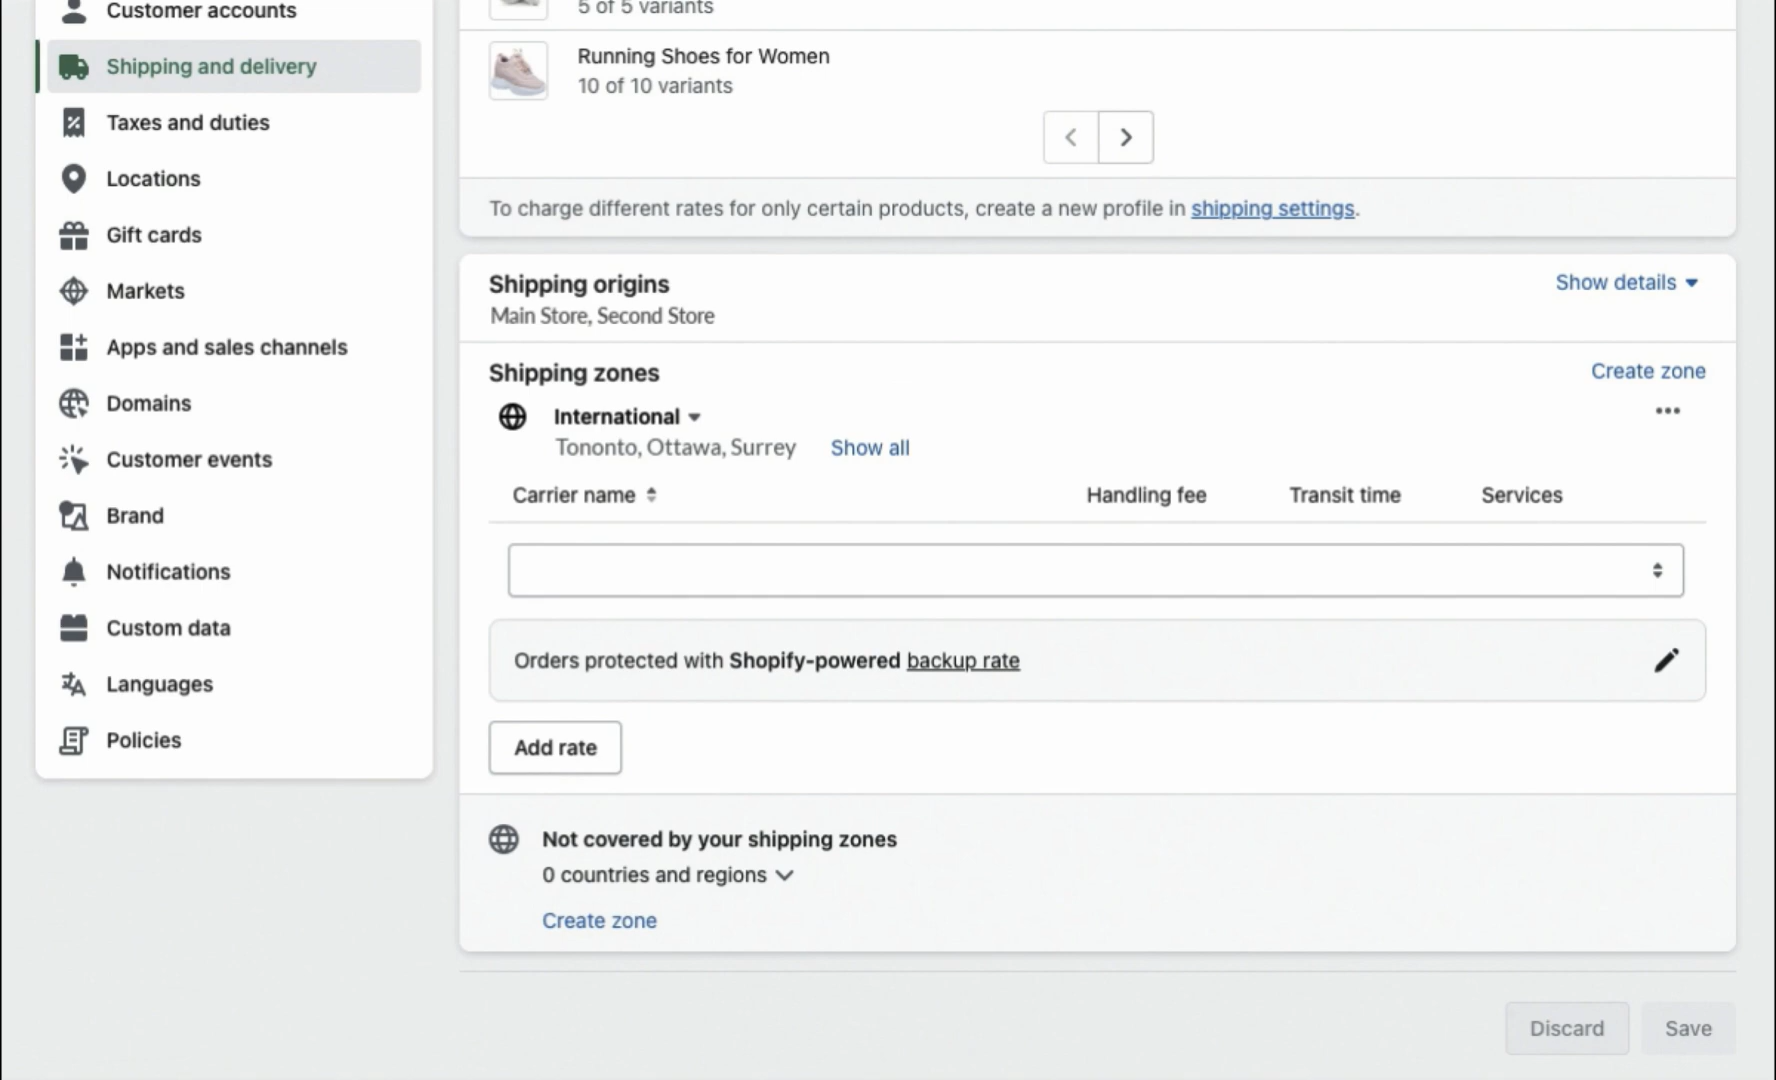 Customer accounts
Shipping and delivery
Taxes and duties
Locations
Gift cards
Markets
Apps and sales channels
Domains
Customer events
Brand
Notifications
Custom data
Languages
Policies
5 of 5 variants
Running Shoes for Women
10 of 10 variants
To charge different rates for only certain products, create a new profile in shipping settings.
Shipping origins
Show details
Main Store, Second Store
Shipping zones
Create zone
International
Tononto, Ottawa, Surrey Show all
Carrier name Handling fee Transit time Services
Orders protected with Shopify-powered backup rate
Add rate
Not covered by your shipping zones
0 countries and regions
Create zone
Discard Save